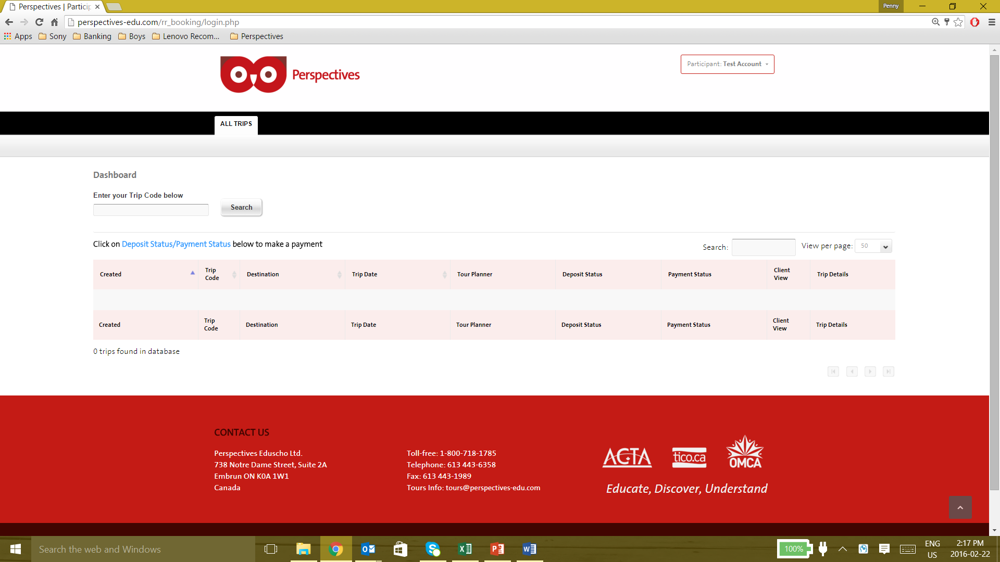 Perspectives | Particip
Penny
perspectives-edu.com/rr_booking/login.php
Apps
Sony
Banking
Boys
Lenovo Recom...
Perspectives
Perspectives
Participant: Test Account
ALL TRIPS
Dashboard
Enter your Trip Code below
Search
Click on Deposit Status/Payment Status below to make a payment
Search:
View per page: 50
Created
Trip
Code
Destination
Trip Date
Tour Planner
Deposit Status
Payment Status
Client
View
Trip Details
Created
Trip
Code
Destination
Trip Date
Tour Planner
Deposit Status
Payment Status
Client
View
Trip Details
0 trips found in database
CONTACT US
Perspectives Eduscho Ltd.
738 Notre Dame Street, Suite 2A
Embrun ON K0A 1W1
Canada
Toll-free: 1-800-718-1785
Telephone: 613 443-6358
Fax: 613 443-1989
Tours Info: tours@perspectives-edu.com
ACTA
tico.ca
OMCA
Educate, Discover, Understand
Search the web and Windows
100%
ENG
US
2:17 PM
2016-02-22